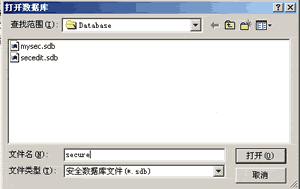 打开数据库
查找范围(I): Database
mysec.sdb
secedit.sdb
文件名(N): secure 打开(O)
文件类型(T): 安全数据库文件(*.sdb) 取消